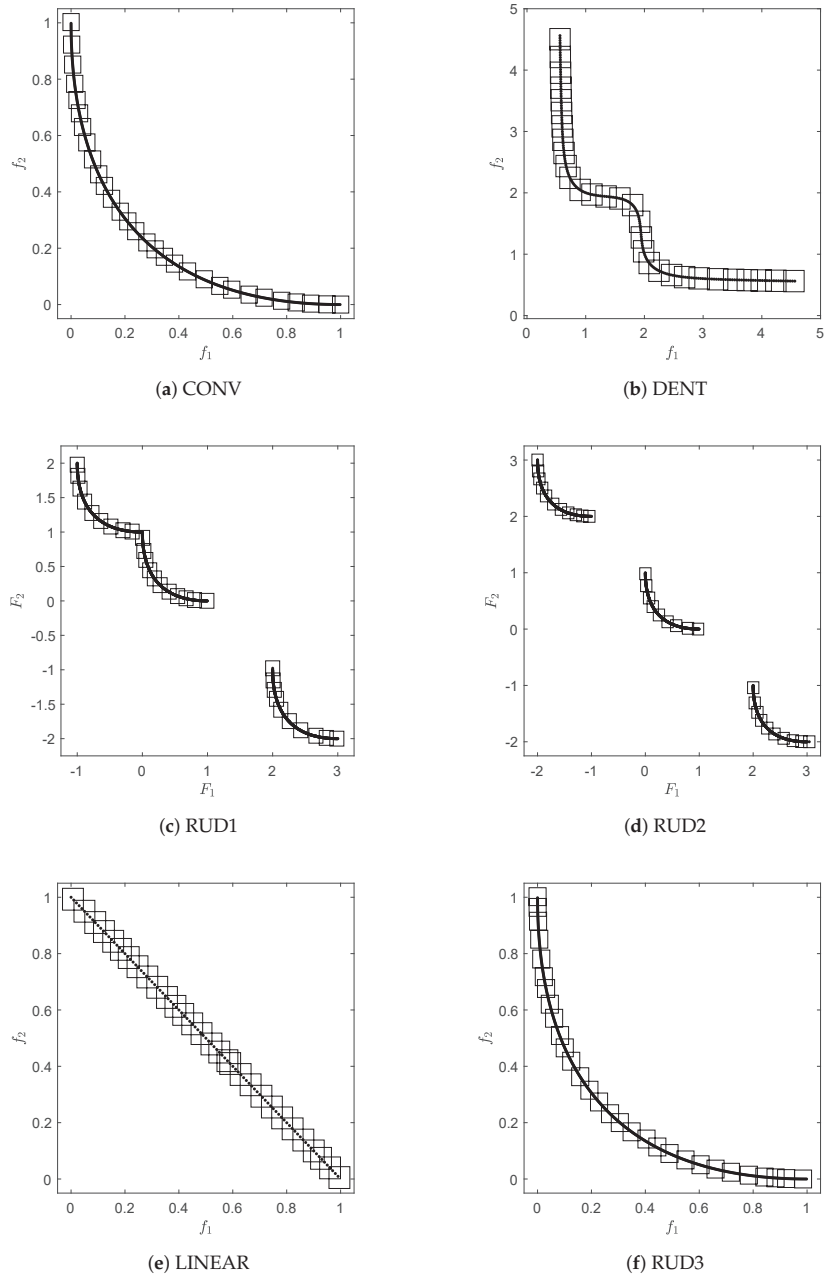 1
0.8
0.6
0.4
0.2
0
f2
0 0.2 0.4 0.6 0.8 1
f1
(a) CONV
5
4
3
2
1
0
f2
0 1 2 3 4 5
f1
(b) DENT
2
1.5
1
0.5
0
-0.5
-1
-1.5
-2
F2
-1 0 1 2 3
F1
(c) RUD1
3
2
1
0
-1
-2
F2
-2 -1 0 1 2 3
F1
(d) RUD2
1
0.8
0.6
0.4
0.2
0
f2
0 0.2 0.4 0.6 0.8 1
f1
(e) LINEAR
1
0.8
0.6
0.4
0.2
0
f2
0 0.2 0.4 0.6 0.8 1
f1
(f) RUD3